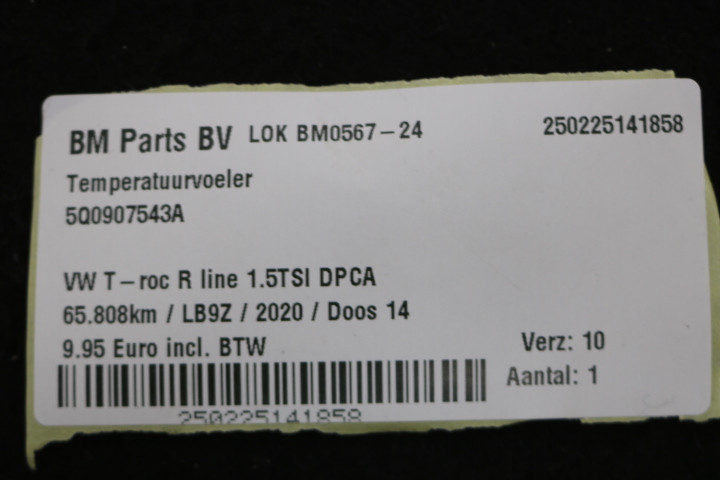 BM Parts BV LOK BM0567-24 250225141858
Temperatuurvoeler
5Q0907543A
VW T-roc R line 1.5TSI DPCA
65.808km / LB9Z / 2020 / Doos 14
9.95 Euro incl. BTW Verz: 10
Aantal: 1
250225141858